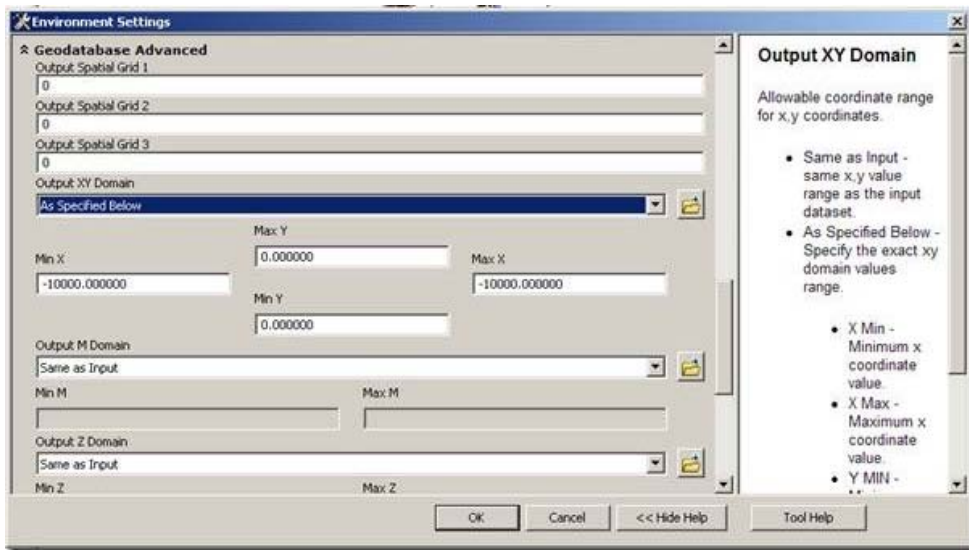 Environment Settings
Geodatabase Advanced
Output Spatial Grid 1
0
Output Spatial Grid 2
0
Output Spatial Grid 3
0
Output XY Domain
As Specified Below
Max Y
0.000000
Min X
-10000.000000
Max X
-10000.000000
Min Y
0.000000
Output M Domain
Same as Input
Min M
Max M
Output Z Domain
Same as Input
Min Z
Max Z
Output XY Domain
Allowable coordinate range
for x,y coordinates.
• Same as Input -
same x,y value
range as the input
dataset.
• As Specified Below -
Specify the exact xy
domain values
range.
• X Min -
Minimum x
coordinate
value.
• X Max -
Maximum x
coordinate
value.
• Y MIN -
OK
Cancel
<< Hide Help
Tool Help